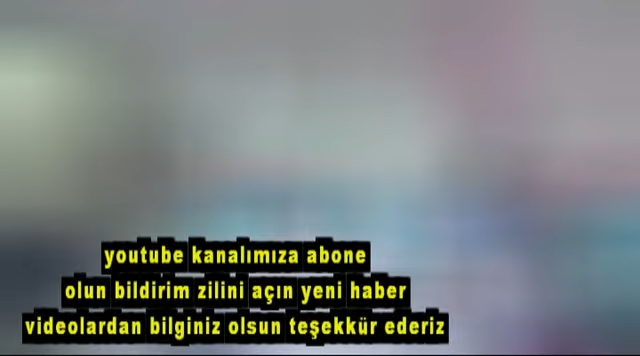 youtube kanalımıza abone
olun bildirim zilini açın yeni haber
videolardan bilginiz olsun teşekkür ederiz